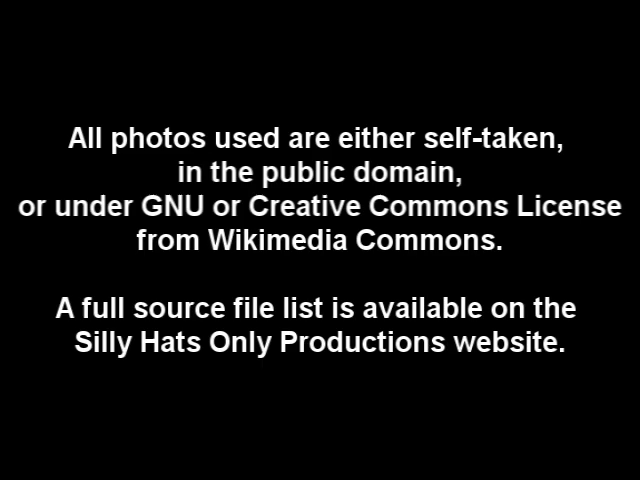 All photos used are either self-taken,
in the public domain,
or under GNU or Creative Commons License
from Wikimedia Commons.
A full source file list is available on the
Silly Hats Only Productions website.